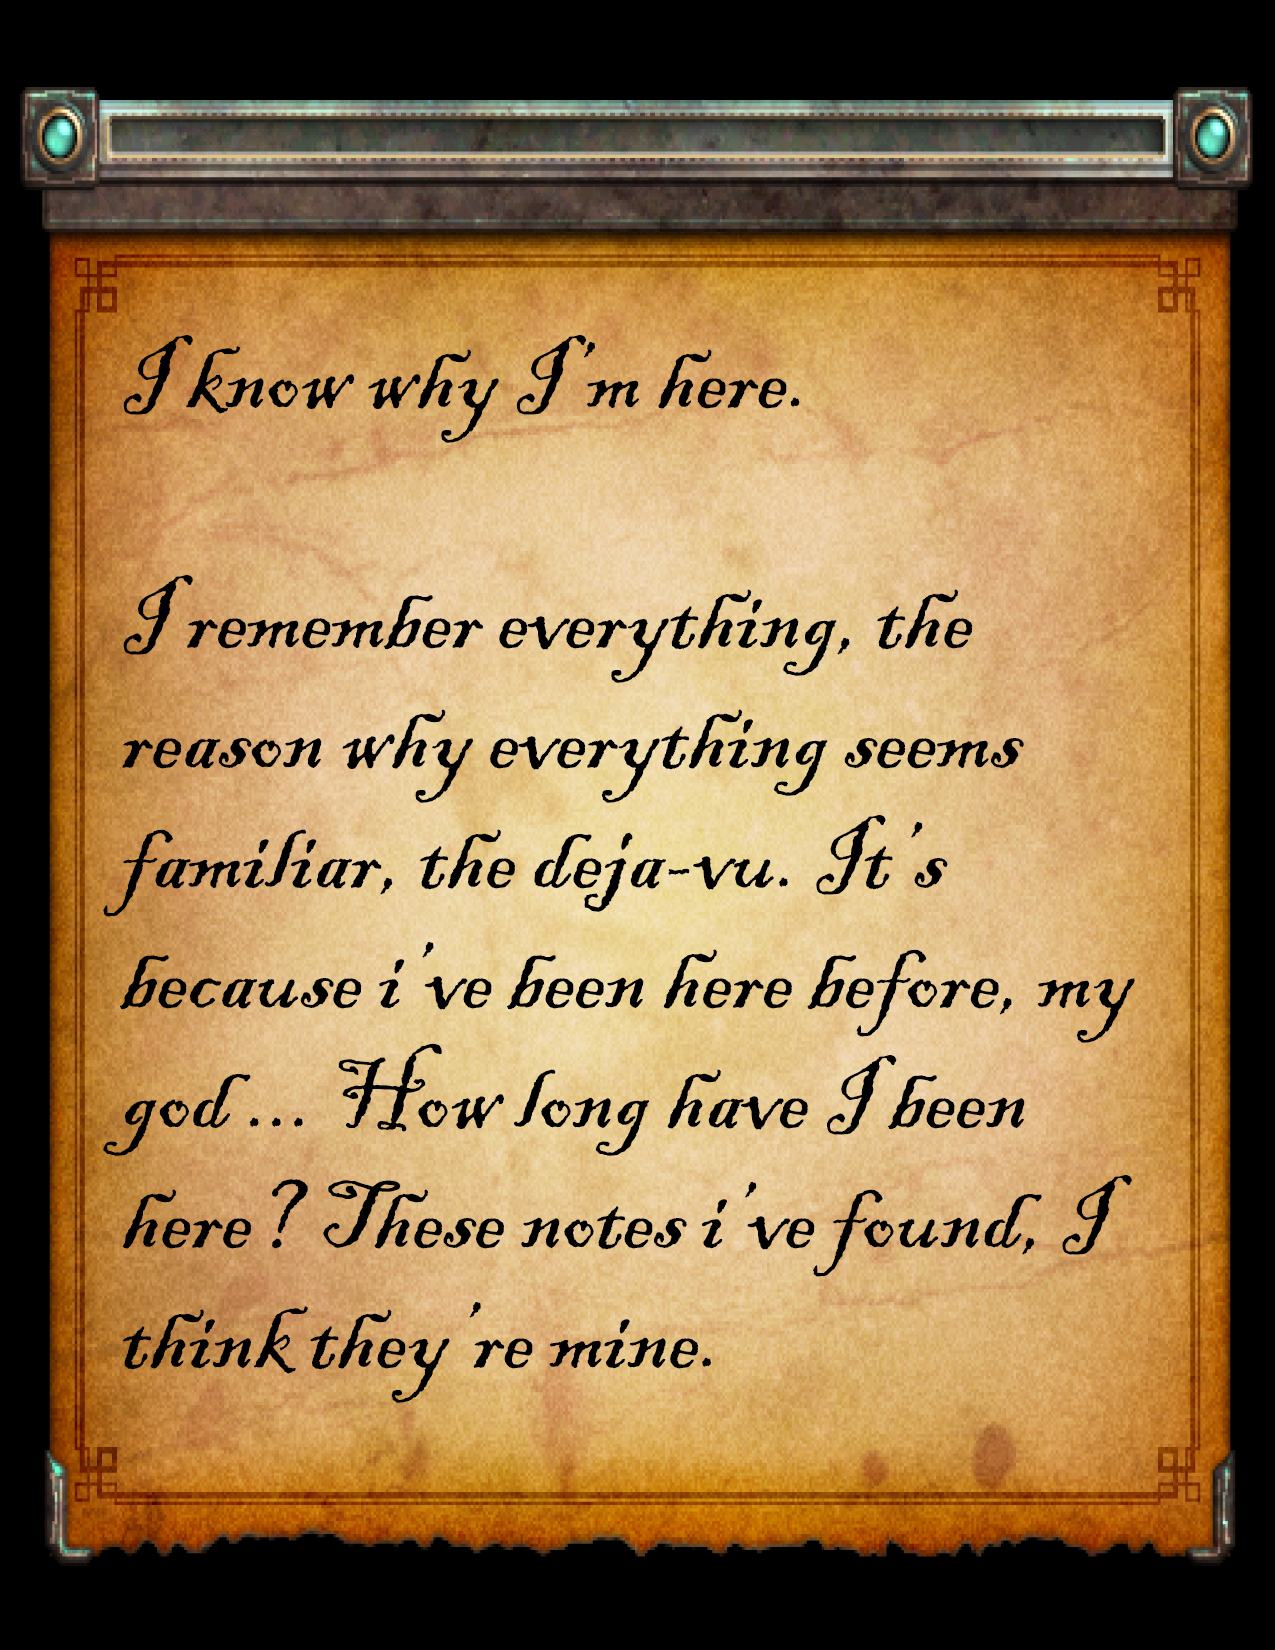 I know why I'm here.
I remember everything, the
reason why everything seems
familiar, the deja-vu. It's
because i've been here before, my
god... How long have I been
here? These notes i've found, I
think they're mine.